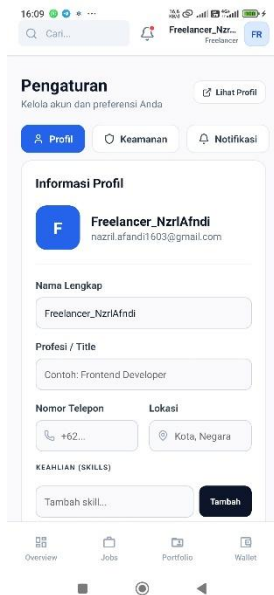 16:09
Cari...
Freelancer_Nzr...
Freelancer
FR
Pengaturan
Kelola akun dan preferensi Anda
Lihat Profil
Profil
Keamanan
Notifikasi
Informasi Profil
F
Freelancer_NzrlAfndi
nazril.afandi1603@gmail.com
Nama Lengkap
Freelancer_NzrlAfndi
Profesi / Title
Contoh: Frontend Developer
Nomor Telepon
Lokasi
+62...
Kota, Negara
KEAHLIAN (SKILLS)
Tambah skill...
Tambah
Overview
Jobs
Portfolio
Wallet